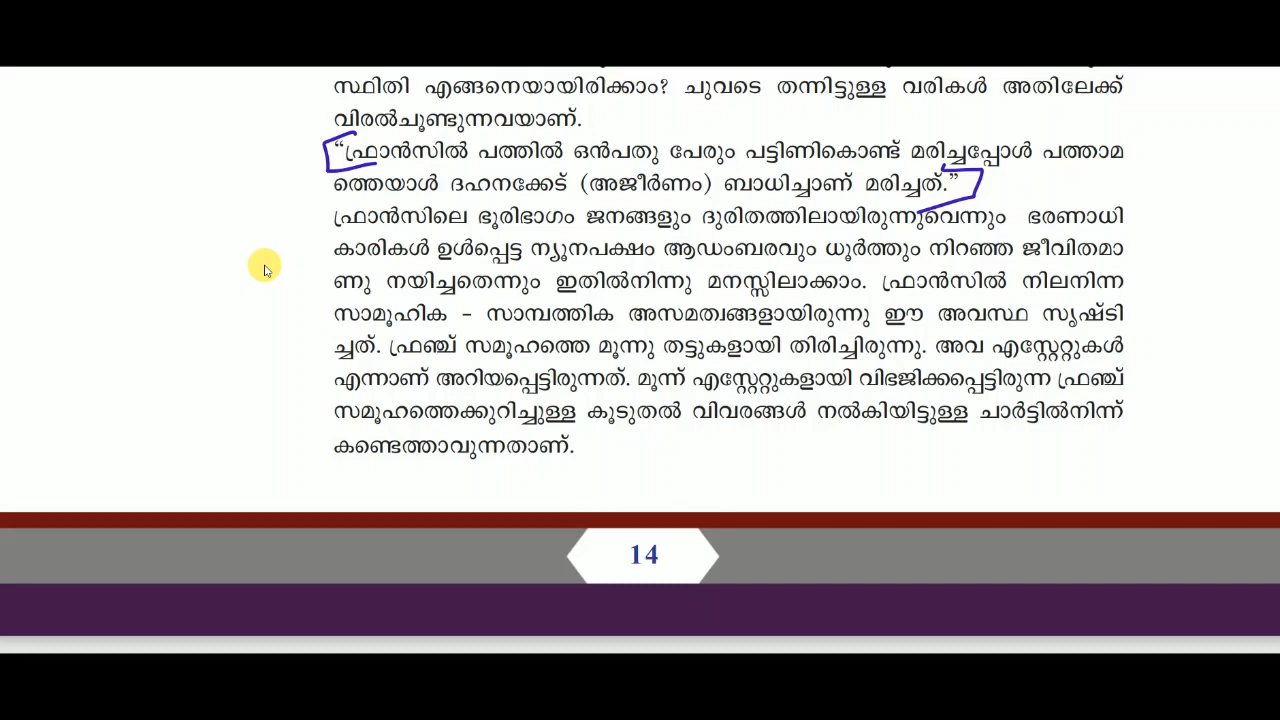 സ്ഥിതി എങ്ങനെയായിരിക്കാം? ചുവടെ തന്നിട്ടുള്ള വരികൾ അതിലേക്ക്
വിരൽചൂണ്ടുന്നവയാണ്.
“ഫ്രാൻസിൽ പത്തിൽ ഒൻപതു പേരും പട്ടിണികൊണ്ട് മരിച്ചപ്പോൾ പത്താമ
ത്തെയാൾ ദഹനക്കേട് (അജീർണം) ബാധിച്ചാണ് മരിച്ചത്.”
ഫ്രാൻസിലെ ഭൂരിഭാഗം ജനങ്ങളും ദുരിതത്തിലായിരുന്നുവെന്നും ഭരണാധി
കാരികൾ ഉൾപ്പെട്ട ന്യൂനപക്ഷം ആഡംബരവും ധൂർത്തും നിറഞ്ഞ ജീവിതമാ
ണു നയിച്ചതെന്നും ഇതിൽനിന്നു മനസ്സിലാക്കാം. ഫ്രാൻസിൽ നിലനിന്ന
സാമൂഹിക - സാമ്പത്തിക അസമത്വങ്ങളായിരുന്നു ഈ അവസ്ഥ സൃഷ്ടി
ച്ചത്. ഫ്രഞ്ച് സമൂഹത്തെ മൂന്നു തട്ടുകളായി തിരിച്ചിരുന്നു. അവ എസ്റ്റേറ്റുകൾ
എന്നാണ് അറിയപ്പെട്ടിരുന്നത്. മൂന്ന് എസ്റ്റേറ്റുകളായി വിഭജിക്കപ്പെട്ടിരുന്ന ഫ്രഞ്ച്
സമൂഹത്തെക്കുറിച്ചുള്ള കൂടുതൽ വിവരങ്ങൾ നൽകിയിട്ടുള്ള ചാർട്ടിൽനിന്ന്
കണ്ടെത്താവുന്നതാണ്.
14